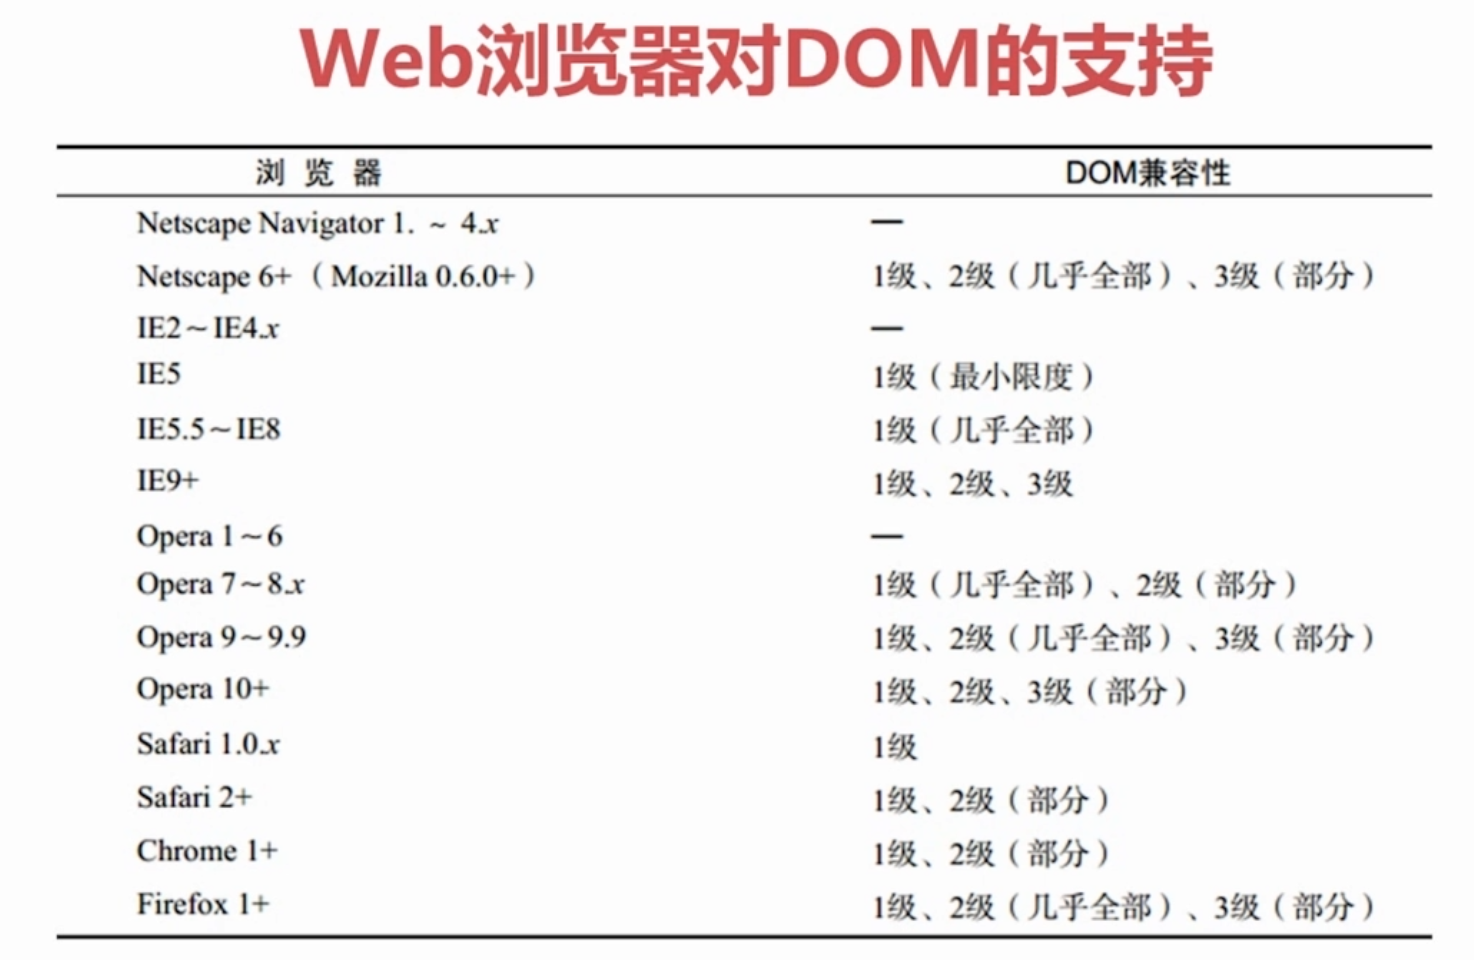 Web浏览器对DOM的支持
浏 览 器 DOM兼容性
Netscape Navigator 1. ~ 4.x —
Netscape 6+（Mozilla 0.6.0+） 1级、2级（几乎全部）、3级（部分）
IE2～IE4.x —
IE5 1级（最小限度）
IE5.5～IE8 1级（几乎全部）
IE9+ 1级、2级、3级
Opera 1～6 —
Opera 7～8.x 1级（几乎全部）、2级（部分）
Opera 9～9.9 1级、2级（几乎全部）、3级（部分）
Opera 10+ 1级、2级、3级（部分）
Safari 1.0.x 1级
Safari 2+ 1级、2级（部分）
Chrome 1+ 1级、2级（部分）
Firefox 1+ 1级、2级（几乎全部）、3级（部分）